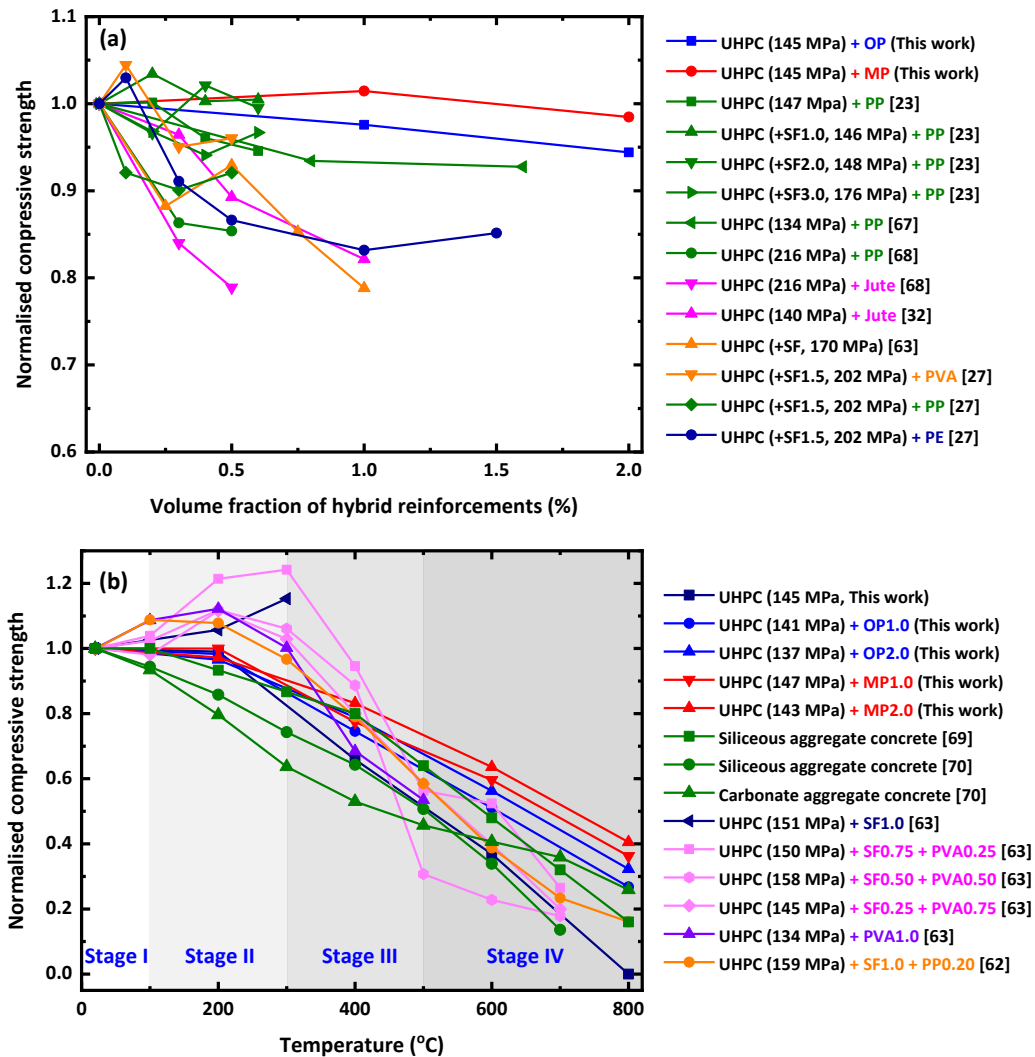 (a)
1.1
1.0
0.9
0.8
0.7
0.6
Normalised compressive strength
0.0 0.5 1.0 1.5 2.0
Volume fraction of hybrid reinforcements (%)
UHPC (145 MPa) + OP (This work)
UHPC (145 MPa) + MP (This work)
UHPC (147 Mpa) + PP [23]
UHPC (+SF1.0, 146 MPa) + PP [23]
UHPC (+SF2.0, 148 MPa) + PP [23]
UHPC (+SF3.0, 176 MPa) + PP [23]
UHPC (134 MPa) + PP [67]
UHPC (216 MPa) + PP [68]
UHPC (216 MPa) + Jute [68]
UHPC (140 MPa) + Jute [32]
UHPC (+SF, 170 MPa) [63]
UHPC (+SF1.5, 202 MPa) + PVA [27]
UHPC (+SF1.5, 202 MPa) + PP [27]
UHPC (+SF1.5, 202 MPa) + PE [27]
(b)
1.2
1.0
0.8
0.6
0.4
0.2
0.0
Normalised compressive strength
Stage I Stage II Stage III Stage IV
0 200 400 600 800
Temperature (°C)
UHPC (145 MPa, This work)
UHPC (141 MPa) + OP1.0 (This work)
UHPC (137 MPa) + OP2.0 (This work)
UHPC (147 MPa) + MP1.0 (This work)
UHPC (143 MPa) + MP2.0 (This work)
Siliceous aggregate concrete [69]
Siliceous aggregate concrete [70]
Carbonate aggregate concrete [70]
UHPC (151 MPa) + SF1.0 [63]
UHPC (150 MPa) + SF0.75 + PVA0.25 [63]
UHPC (158 MPa) + SF0.50 + PVA0.50 [63]
UHPC (145 MPa) + SF0.25 + PVA0.75 [63]
UHPC (134 MPa) + PVA1.0 [63]
UHPC (159 MPa) + SF1.0 + PP0.20 [62]